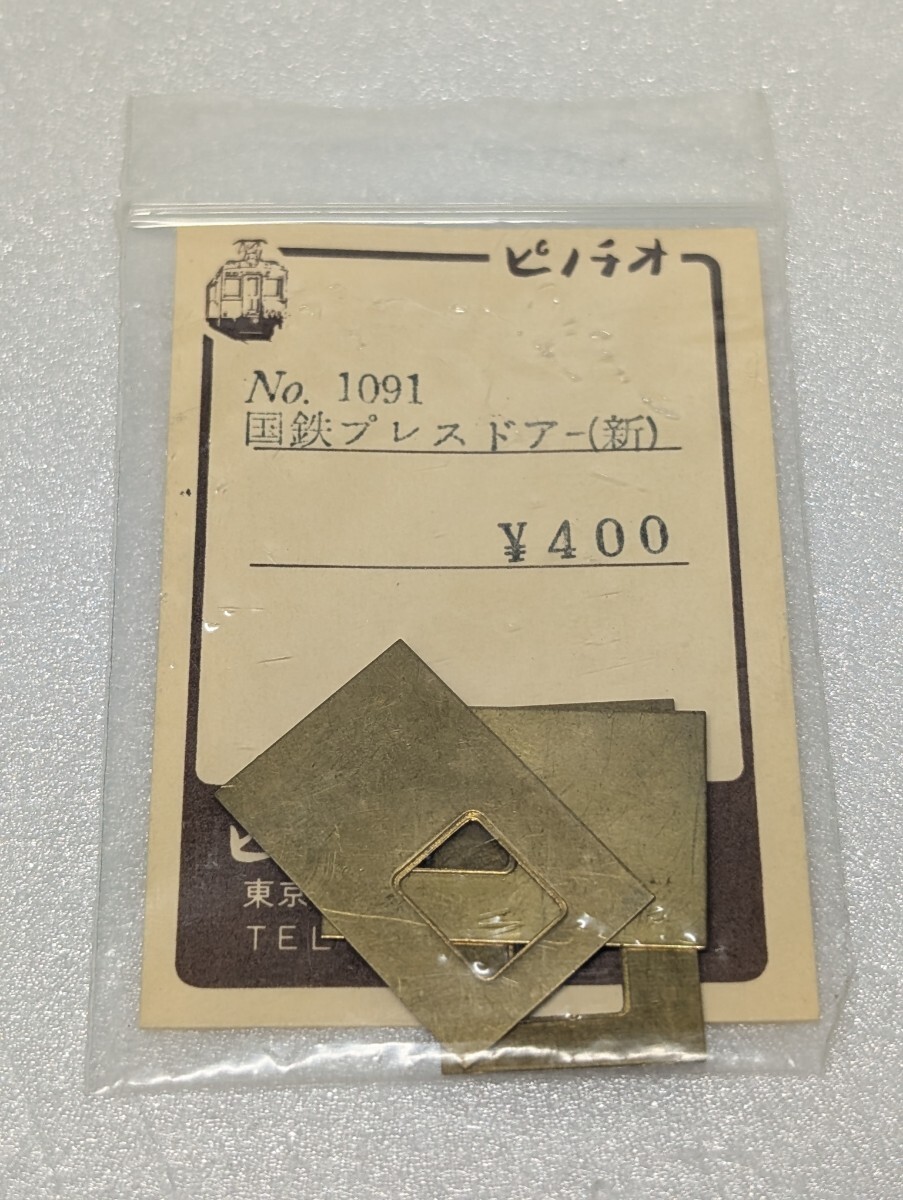 ピノチオ
No. 1091
国鉄プレスドアー(新)
¥400
東京
TEL